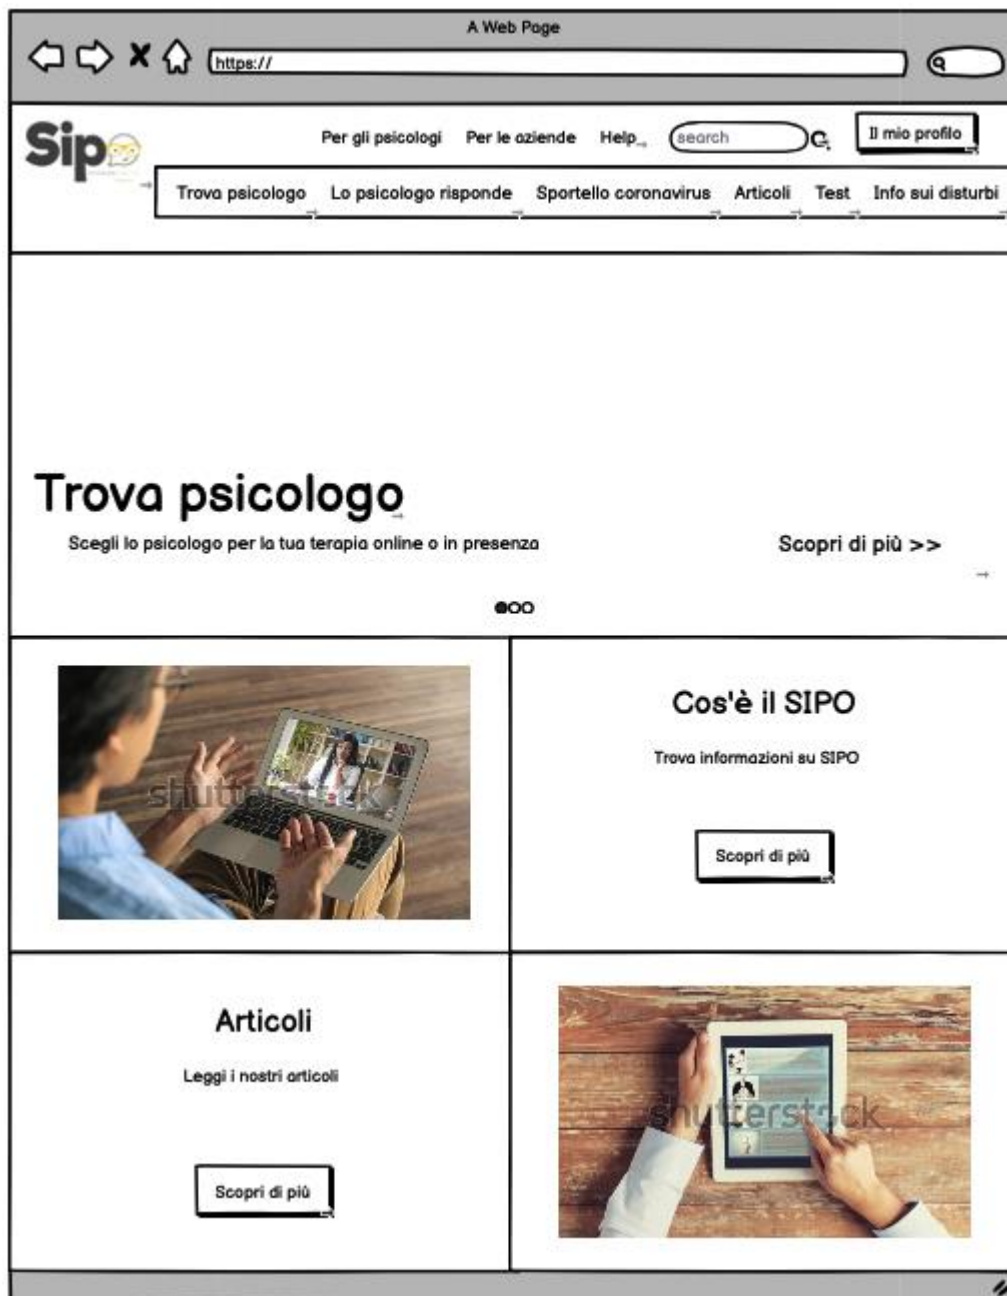 A Web Page
https://
Sipo
Per gli psicologi Per le aziende Help search Il mio profilo
Trova psicologo Lo psicologo risponde Sportello coronavirus Articoli Test Info sui disturbi
Trova psicologo
Scegli lo psicologo per la tua terapia online o in presenza Scopri di più >>
shutterstock
Cos'è il SIPO
Trova informazioni su SIPO
Scopri di più
Articoli
Leggi i nostri articoli
Scopri di più
shutterstock